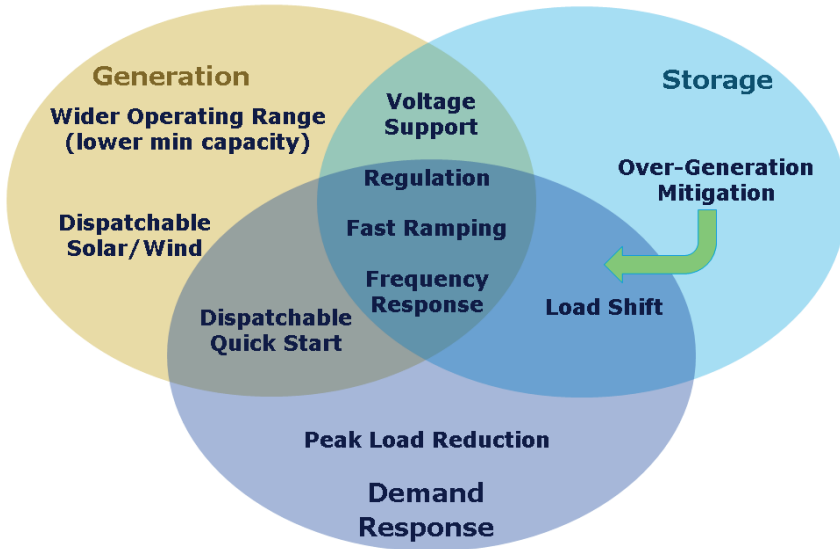 Generation
Storage
Wider Operating Range
(lower min capacity)
Voltage
Support
Over-Generation
Mitigation
Regulation
Dispatchable
Solar/Wind
Fast Ramping
Frequency
Response
Load Shift
Dispatchable
Quick Start
Peak Load Reduction
Demand
Response